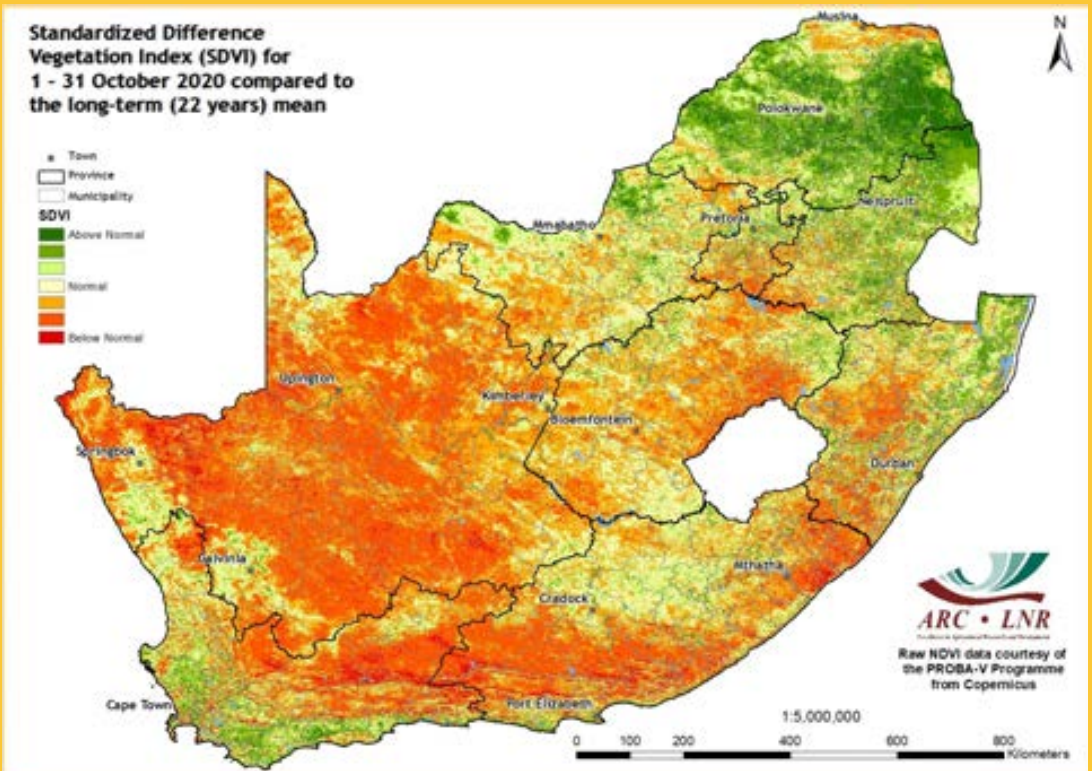 Standardized Difference
Vegetation Index (SDVI) for
1 - 31 October 2020 compared to
the long-term (22 years) mean
Town
Province
Municipality
SDVI
Above Normal
Normal
Below Normal
N
Musina
Polokwane
Nelspruit
Pretoria
Mmabatho
Upington
Kimberley
Bloemfontein
Springbok
Durban
Calvinia
Mthatha
Cradock
Cape Town
Port Elizabeth
ARC • LNR
Raw NDVI data courtesy of
the PROBA-V Programme
from Copernicus
1:5,000,000
0 100 200 400 600 800
Kilometers